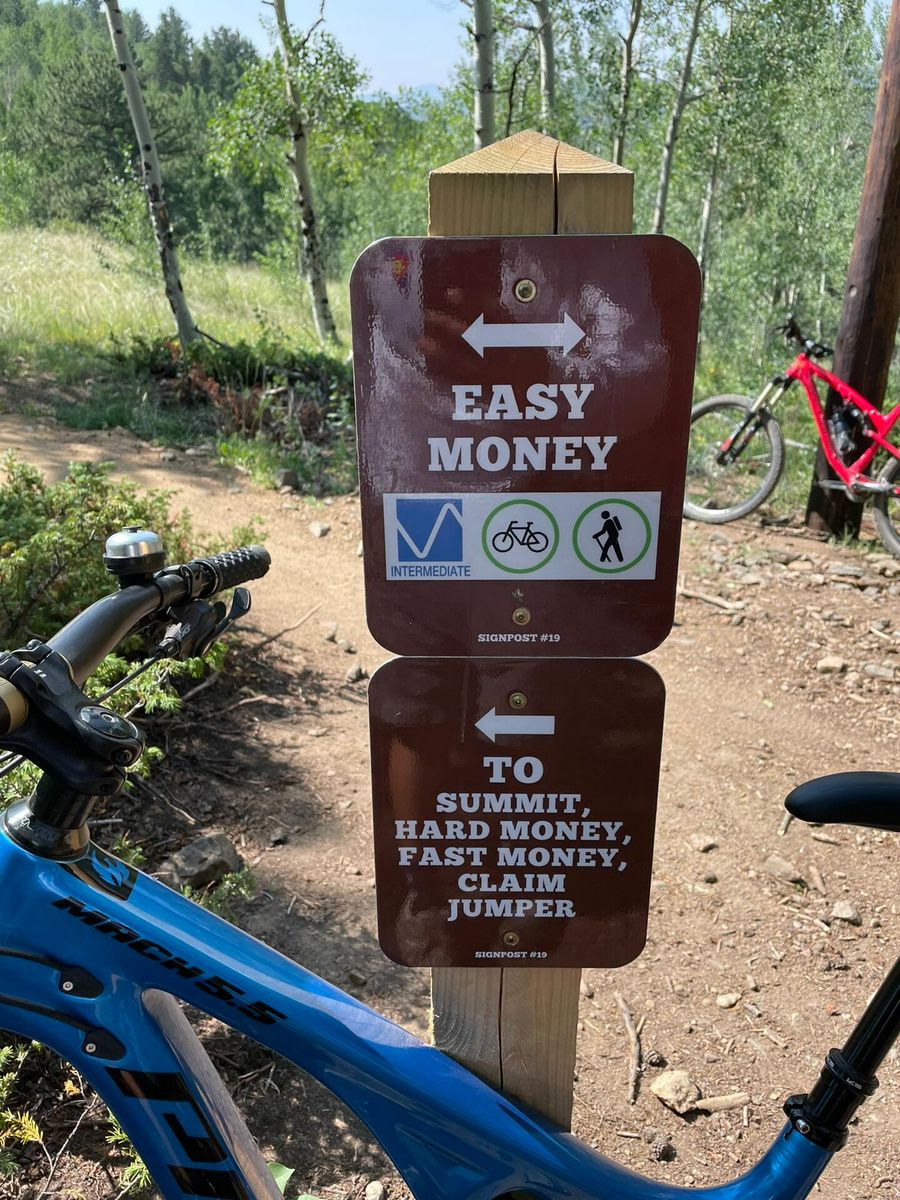 EASY
MONEY
INTERMEDIATE
SIGNPOST #19
TO
SUMMIT,
HARD MONEY,
FAST MONEY,
CLAIM
JUMPER
SIGNPOST #19
MACH 5.5